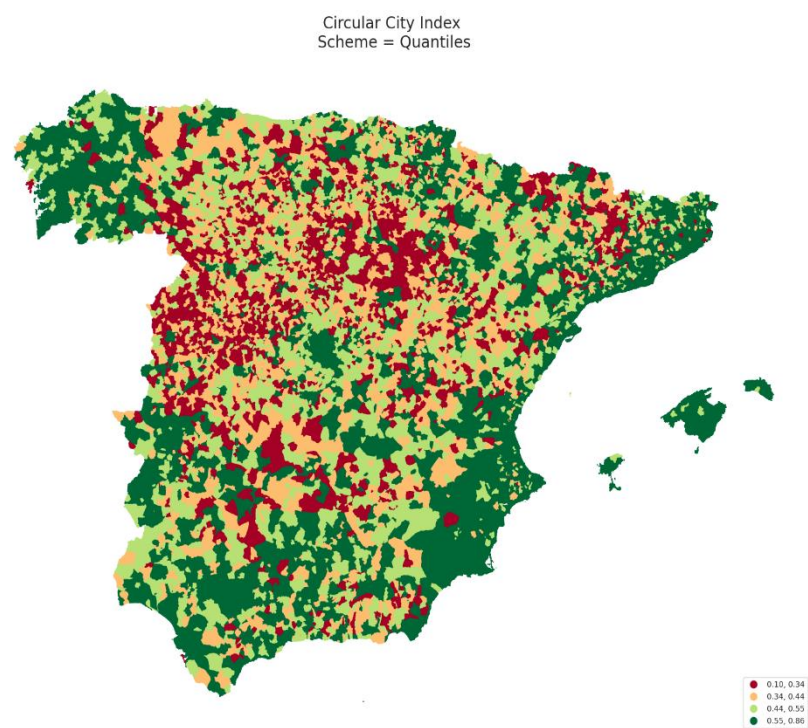 Circular City Index
Scheme = Quantiles
0.10, 0.34
0.34, 0.44
0.44, 0.55
0.55, 0.86